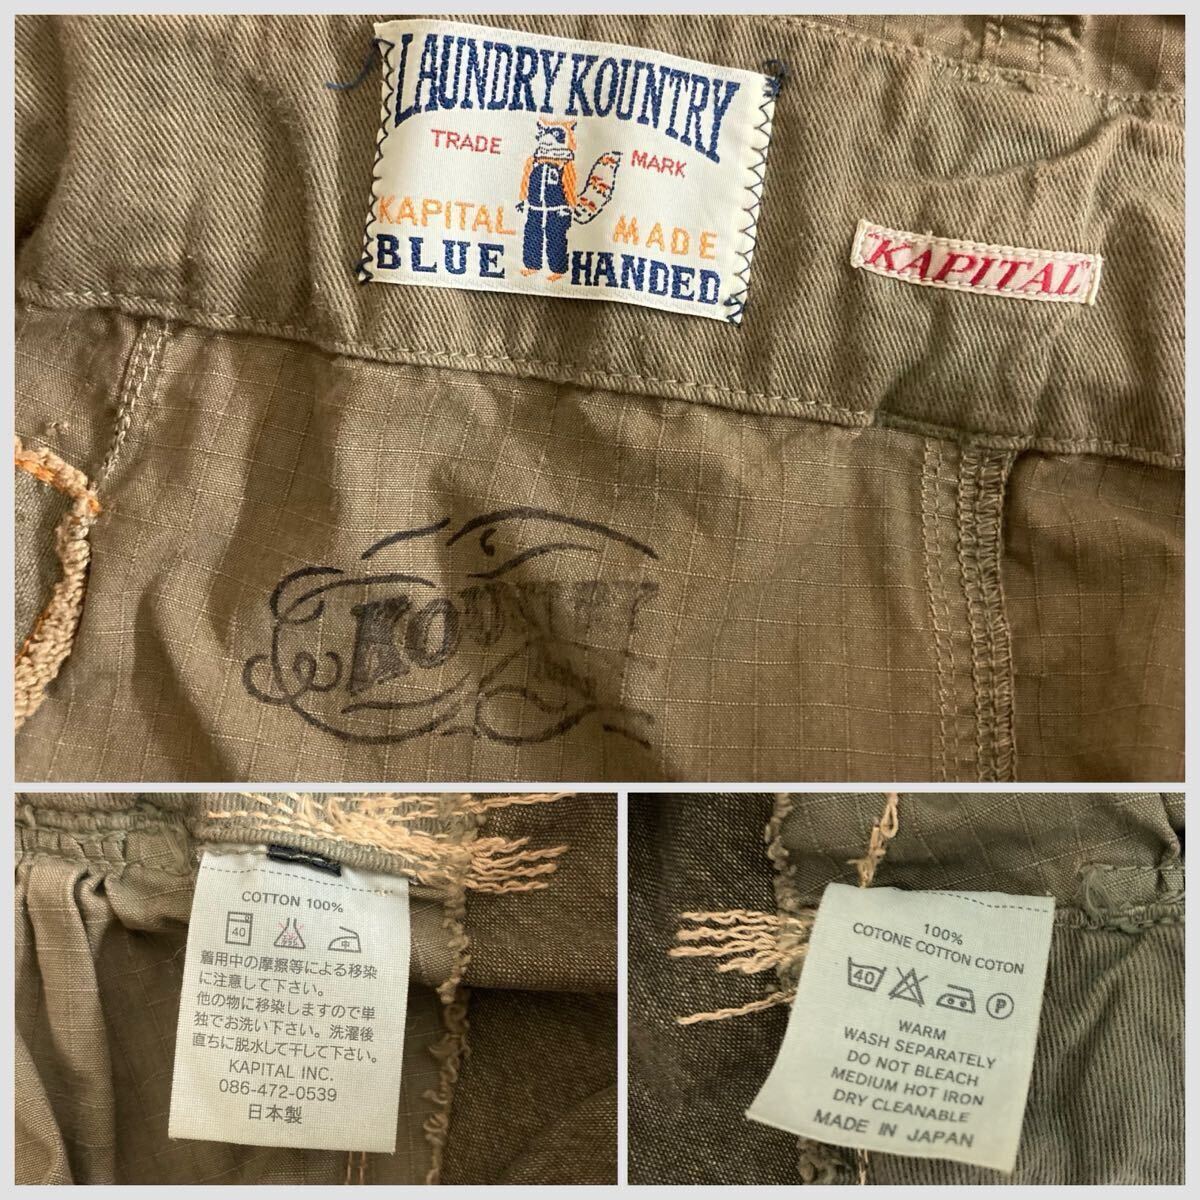 LAUNDRY KOUNTRY
TRADE MARK
KAPITAL MADE
BLUE HANDED
"KAPITAL"
KOUNTRY
COTTON 100%
40 中
着用中の摩擦等による移染
に注意して下さい。
他の物に移染しますので単
独でお洗い下さい。洗濯後
直ちに脱水して干して下さい。
KAPITAL INC.
086-472-0539
日本製
100%
COTONE COTTON COTON
40 P
WARM
WASH SEPARATELY
DO NOT BLEACH
MEDIUM HOT IRON
DRY CLEANABLE
MADE IN JAPAN